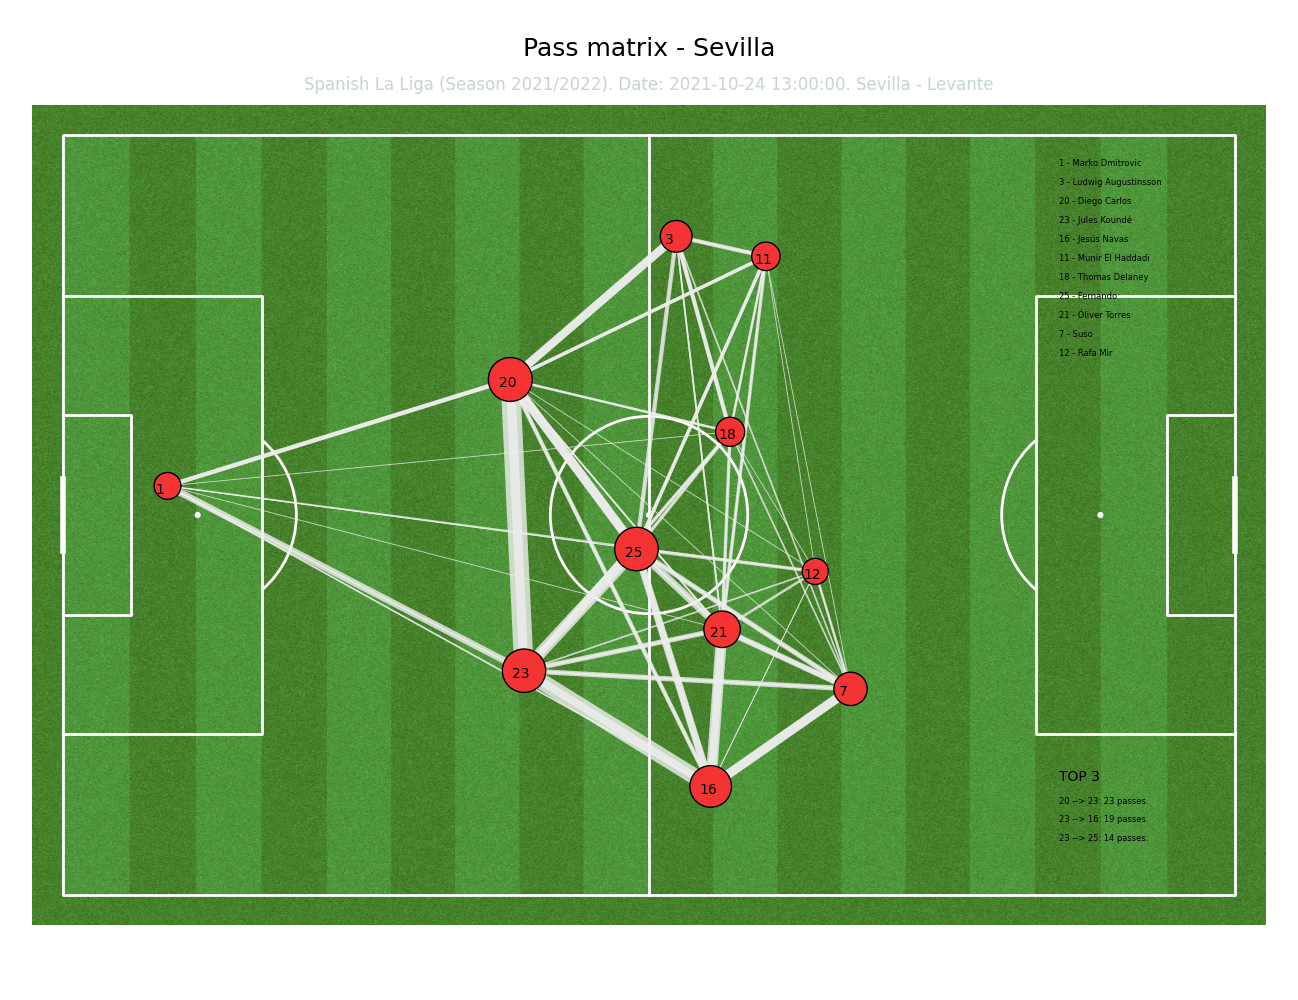 Pass matrix - Sevilla
Spanish La Liga (Season 2021/2022). Date: 2021-10-24 13:00:00. Sevilla - Levante
1 - Marko Dmitrovic
3 - Ludwig Augustinsson
20 - Diego Carlos
23 - Jules Koundé
16 - Jesús Navas
11 - Munir El Haddadi
18 - Thomas Delaney
25 - Fernando
21 - Óliver Torres
7 - Suso
12 - Rafa Mir
3
11
20
18
1
25
12
21
23
7
16
TOP 3
20 --> 23: 23 passes.
23 --> 16: 19 passes.
23 --> 25: 14 passes.